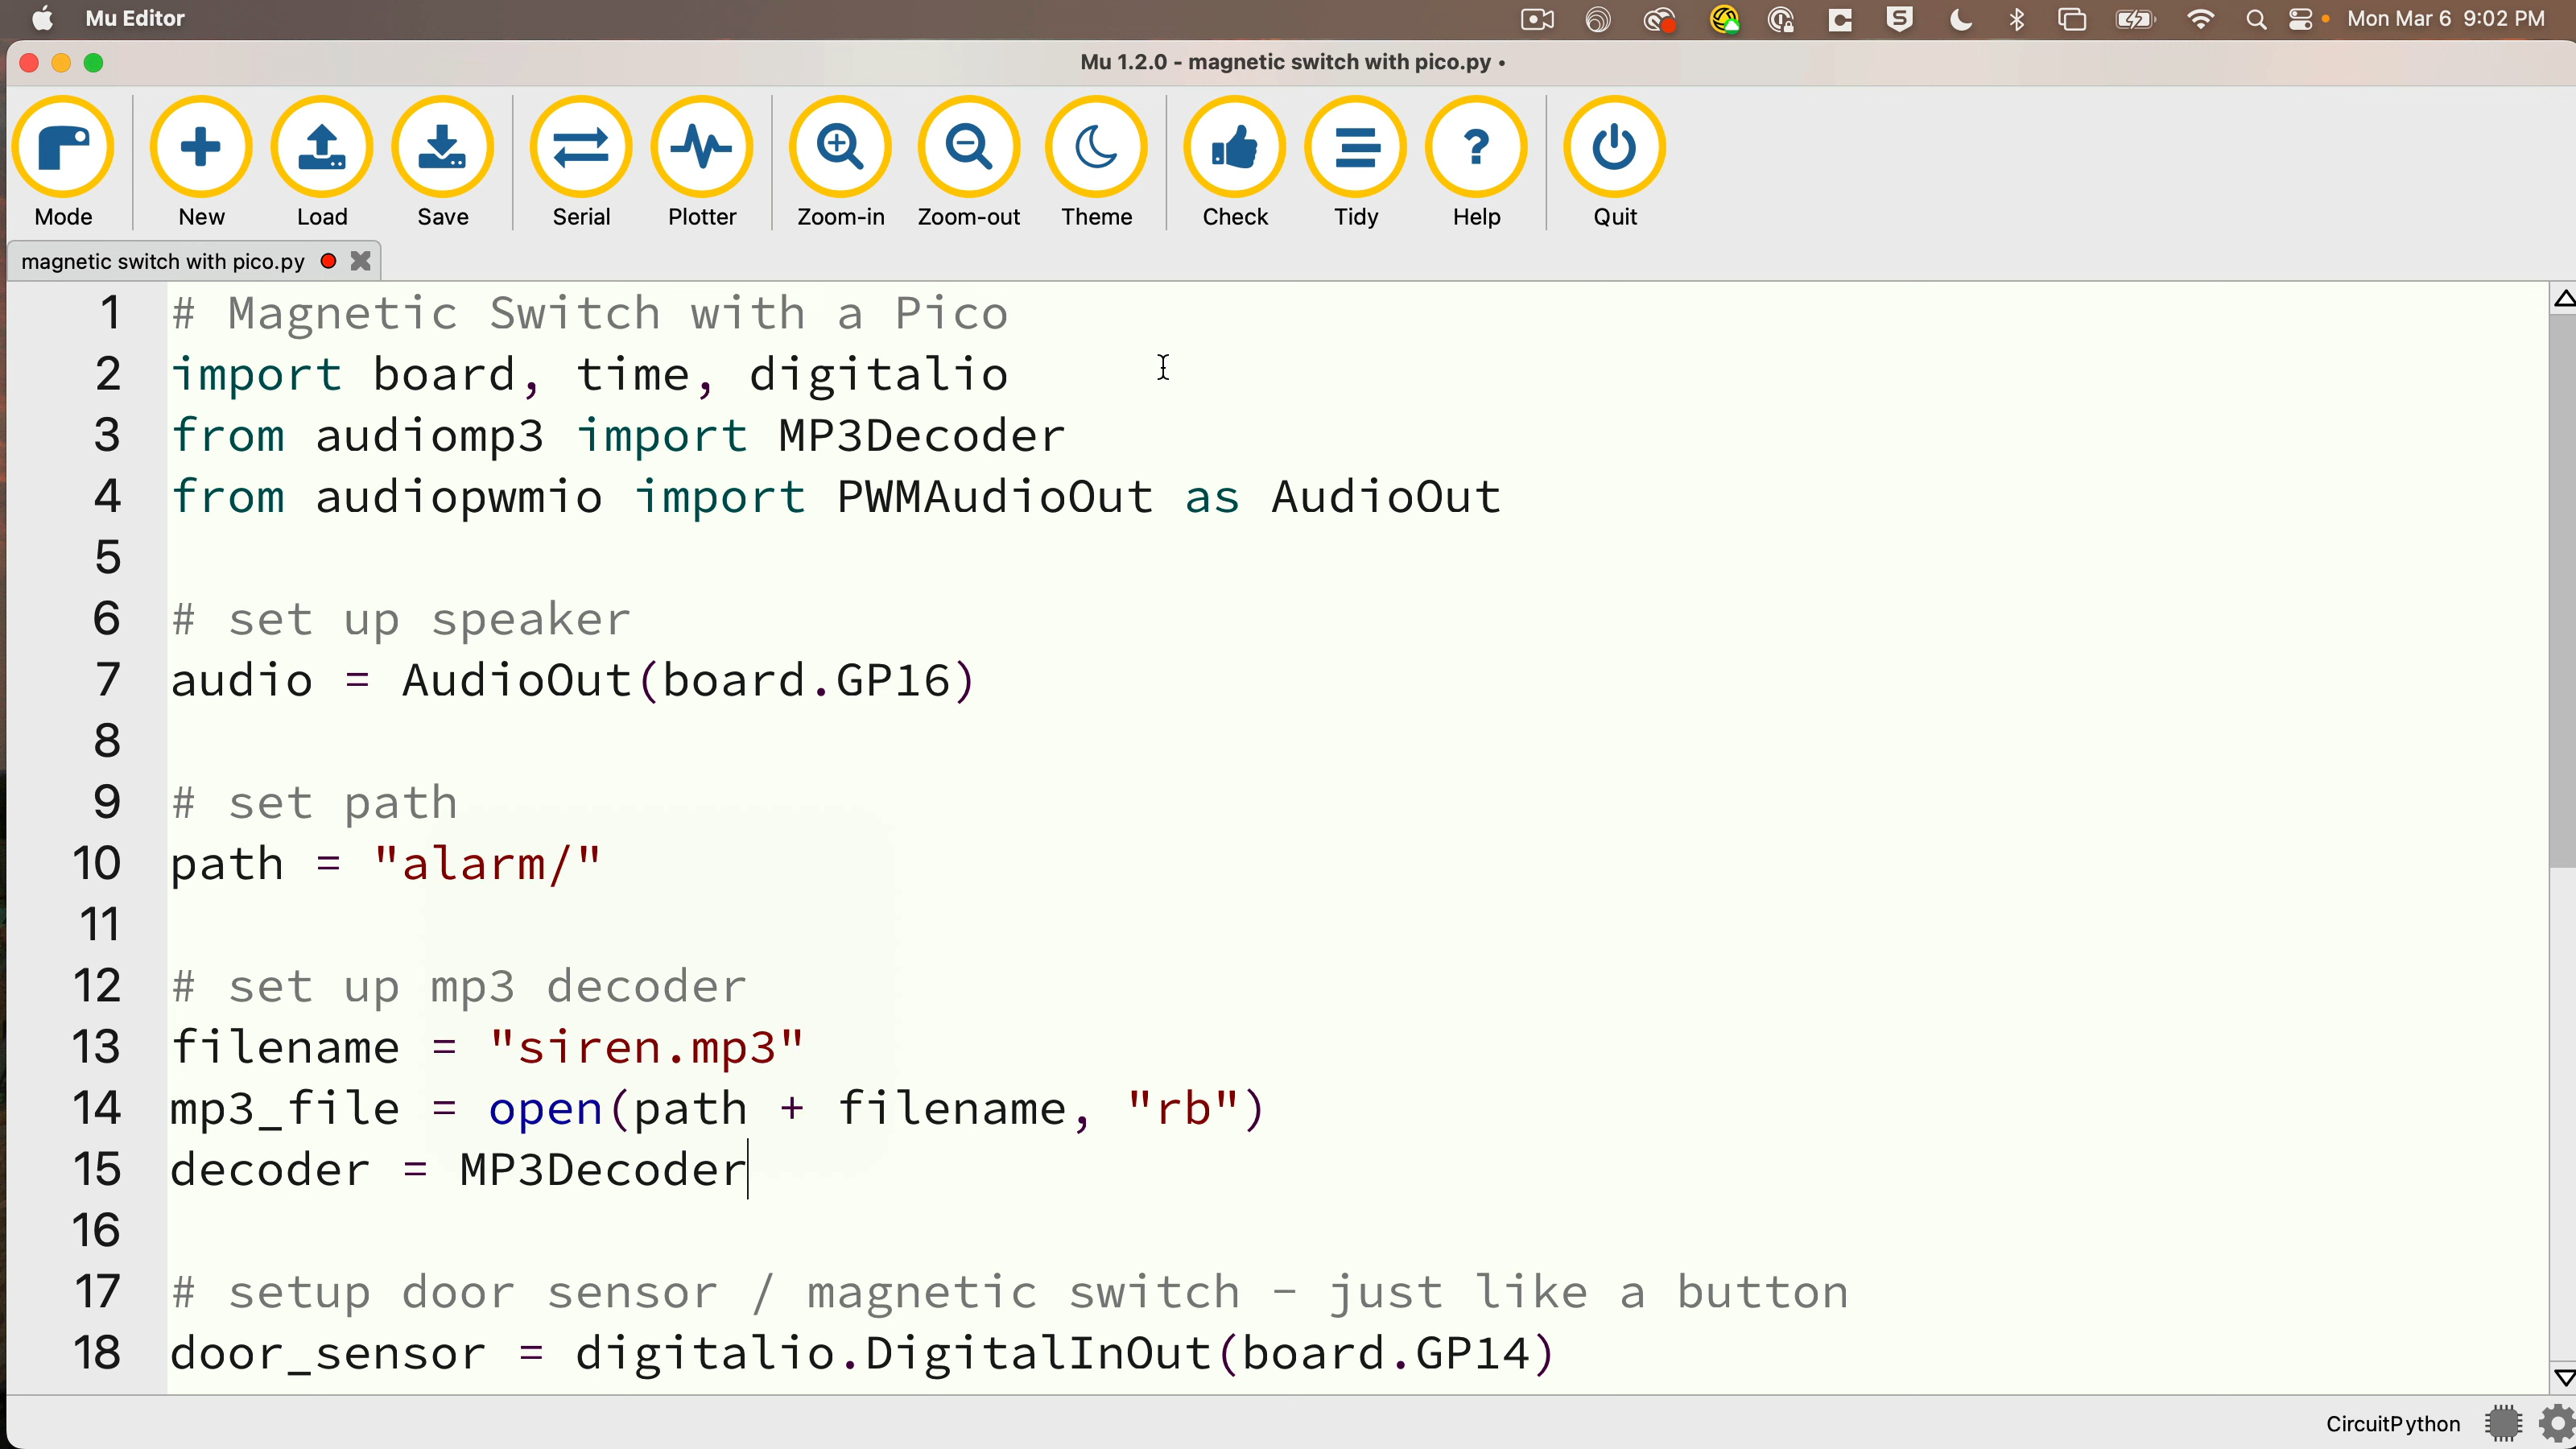 Mu Editor
Mon Mar 6 9:02 PM
Mu 1.2.0 - magnetic switch with pico.py •
Mode New Load Save Serial Plotter Zoom-in Zoom-out Theme Check Tidy Help Quit
magnetic switch with pico.py
1 # Magnetic Switch with a Pico
2 import board, time, digitalio
3 from audiomp3 import MP3Decoder
4 from audiopwmio import PWMAudioOut as AudioOut
5
6 # set up speaker
7 audio = AudioOut(board.GP16)
8
9 # set path
10 path = "alarm/"
11
12 # set up mp3 decoder
13 filename = "siren.mp3"
14 mp3_file = open(path + filename, "rb")
15 decoder = MP3Decoder
16
17 # setup door sensor / magnetic switch - just like a button
18 door_sensor = digitalio.DigitalInOut(board.GP14)
CircuitPython